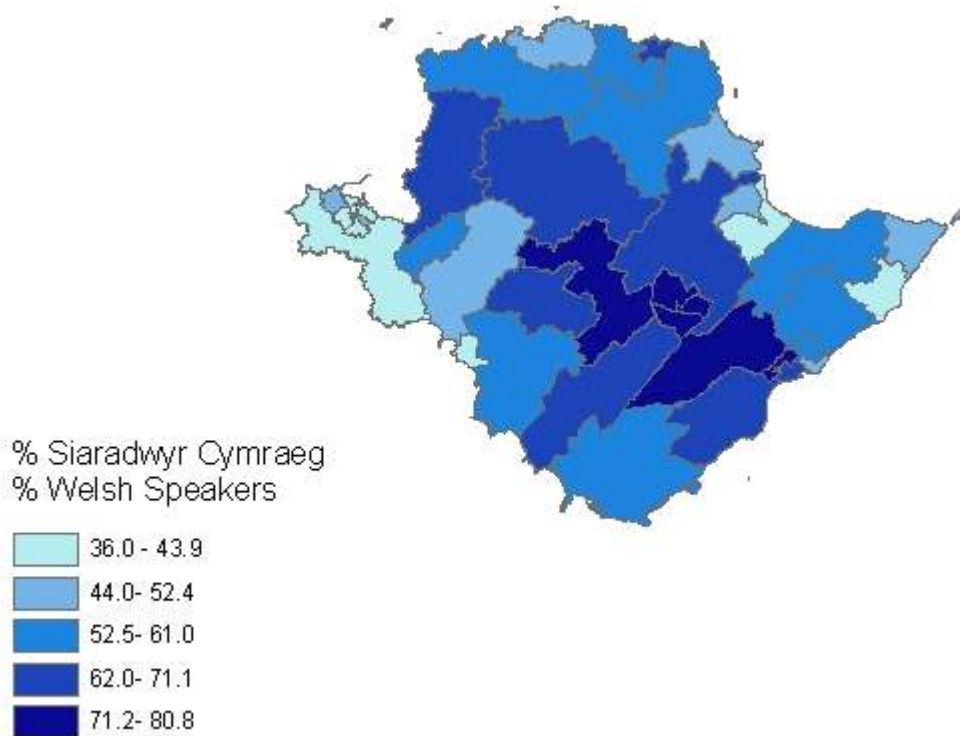 % Siaradwyr Cymraeg
% Welsh Speakers
36.0 - 43.9
44.0- 52.4
52.5- 61.0
62.0- 71.1
71.2- 80.8